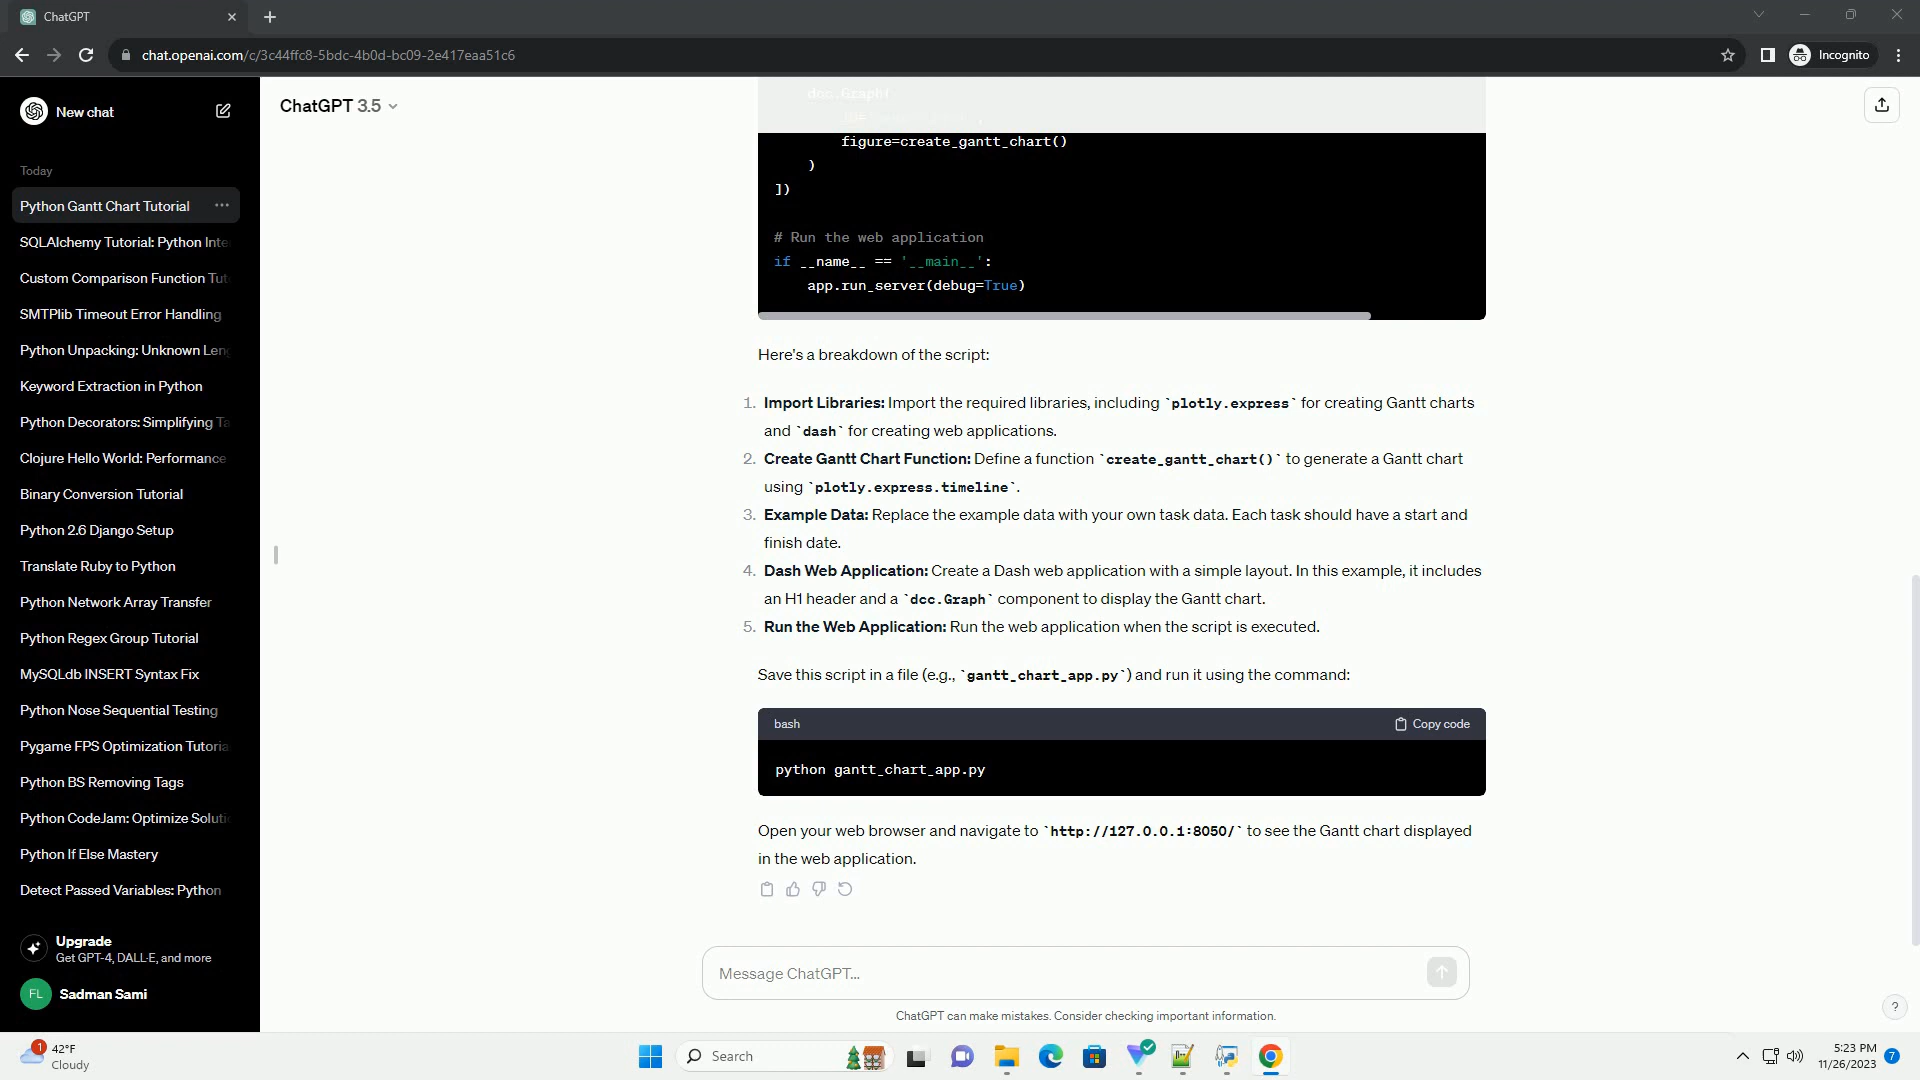 ChatGPT
chat.openai.com/c/3c44ffc8-5bdc-4b0d-bc09-2e417eaa51c6
Incognito
New chat
Today
Python Gantt Chart Tutorial
SQLAlchemy Tutorial: Python Inte
Custom Comparison Function Tut
SMTPlib Timeout Error Handling
Python Unpacking: Unknown Leng
Keyword Extraction in Python
Python Decorators: Simplifying Ta
Clojure Hello World: Performance
Binary Conversion Tutorial
Python 2.6 Django Setup
Translate Ruby to Python
Python Network Array Transfer
Python Regex Group Tutorial
MySQLdb INSERT Syntax Fix
Python Nose Sequential Testing
Pygame FPS Optimization Tutoria
Python BS Removing Tags
Python CodeJam: Optimize Soluti
Python If Else Mastery
Detect Passed Variables: Python
Upgrade
Get GPT-4, DALL·E, and more
FL Sadman Sami
ChatGPT 3.5
dcc.Graph(
figure=create_gantt_chart()
)
])
# Run the web application
if __name__ == '__main__':
app.run_server(debug=True)
Here's a breakdown of the script:
1. Import Libraries: Import the required libraries, including `plotly.express` for creating Gantt charts
and `dash` for creating web applications.
2. Create Gantt Chart Function: Define a function `create_gantt_chart()` to generate a Gantt chart
using `plotly.express.timeline`.
3. Example Data: Replace the example data with your own task data. Each task should have a start and
finish date.
4. Dash Web Application: Create a Dash web application with a simple layout. In this example, it includes
an H1 header and a `dcc.Graph` component to display the Gantt chart.
5. Run the Web Application: Run the web application when the script is executed.
Save this script in a file (e.g., `gantt_chart_app.py`) and run it using the command:
bash
Copy code
python gantt_chart_app.py
Open your web browser and navigate to `http://127.0.0.1:8050/` to see the Gantt chart displayed
in the web application.
Message ChatGPT...
ChatGPT can make mistakes. Consider checking important information.
?
1
42°F
Cloudy
Search
5:23 PM
11/26/2023
7